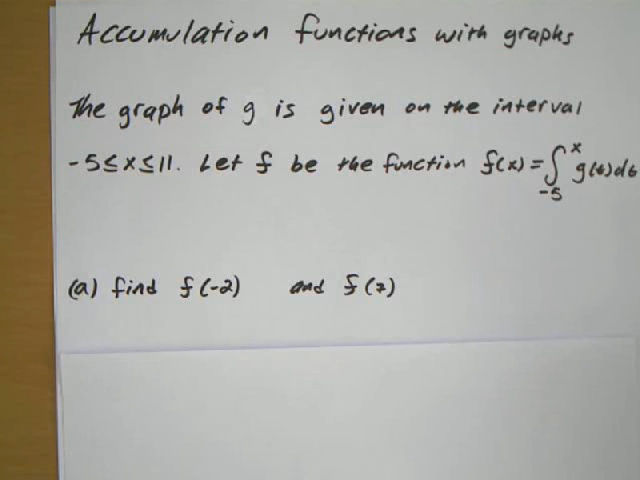 Accumulation functions with graphs
The graph of g is given on the interval
-5≤x≤11. Let f be the function f(x)=∫_{-5}^{x} g(t)dt
(a) find f(-2) and f(7)